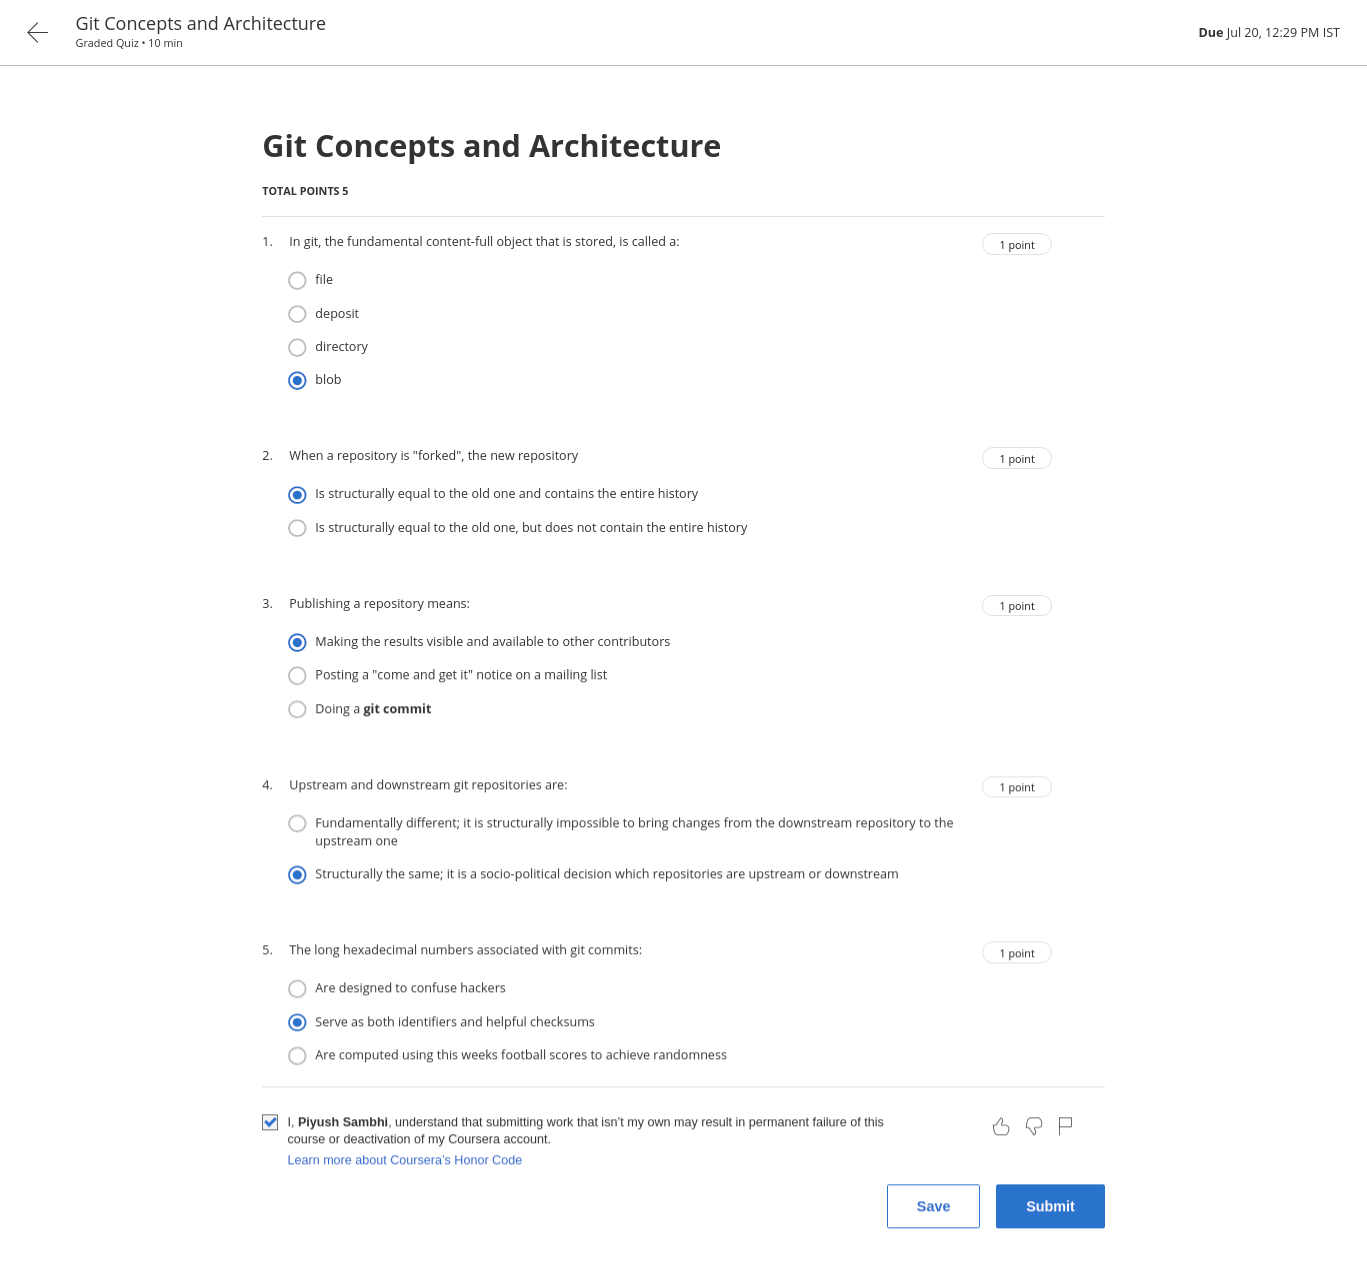 Git Concepts and Architecture
Graded Quiz • 10 min
Due Jul 20, 12:29 PM IST
Git Concepts and Architecture
TOTAL POINTS 5
1. In git, the fundamental content-full object that is stored, is called a:
1 point
file
deposit
directory
blob
2. When a repository is "forked", the new repository
1 point
Is structurally equal to the old one and contains the entire history
Is structurally equal to the old one, but does not contain the entire history
3. Publishing a repository means:
1 point
Making the results visible and available to other contributors
Posting a "come and get it" notice on a mailing list
Doing a git commit
4. Upstream and downstream git repositories are:
1 point
Fundamentally different; it is structurally impossible to bring changes from the downstream repository to the
upstream one
Structurally the same; it is a socio-political decision which repositories are upstream or downstream
5. The long hexadecimal numbers associated with git commits:
1 point
Are designed to confuse hackers
Serve as both identifiers and helpful checksums
Are computed using this weeks football scores to achieve randomness
I, Piyush Sambhi, understand that submitting work that isn't my own may result in permanent failure of this
course or deactivation of my Coursera account.
Learn more about Coursera's Honor Code
Save
Submit